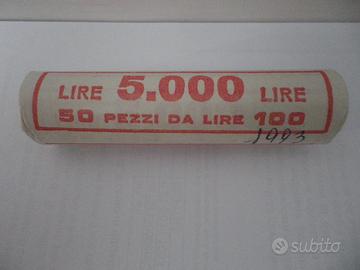 LIRE 5.000 LIRE
50 PEZZI DA LIRE 100
1993
subito